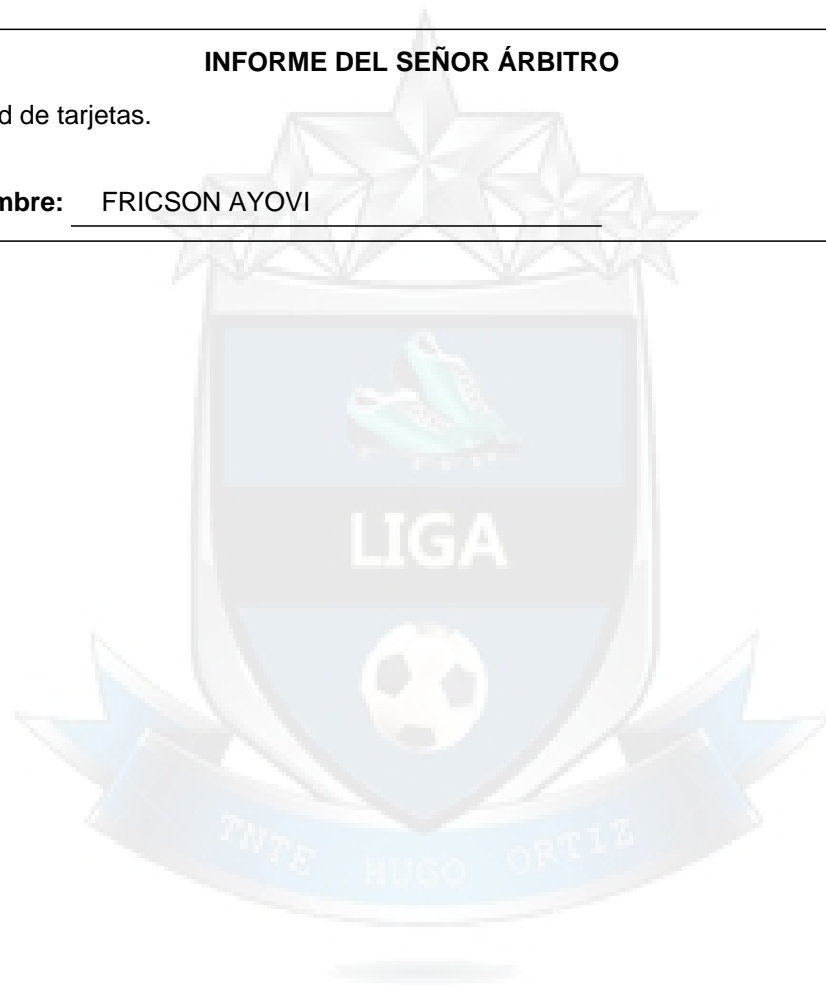 INFORME DEL SEÑOR ÁRBITRO
d de tarjetas.
mbre: FRICSON AYOVI
LIGA
TNTE HUGO ORTIZ